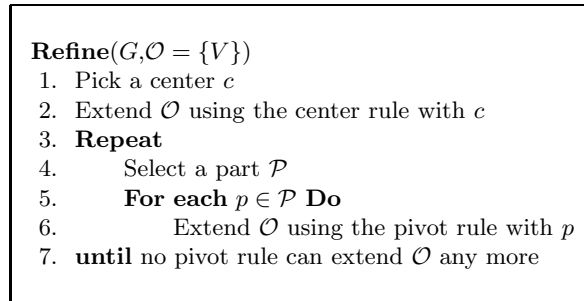 Refine(G,𝒪 = {V})
1. Pick a center c
2. Extend 𝒪 using the center rule with c
3. Repeat
4. Select a part 𝒫
5. For each p ∈ 𝒫 Do
6. Extend 𝒪 using the pivot rule with p
7. until no pivot rule can extend 𝒪 any more